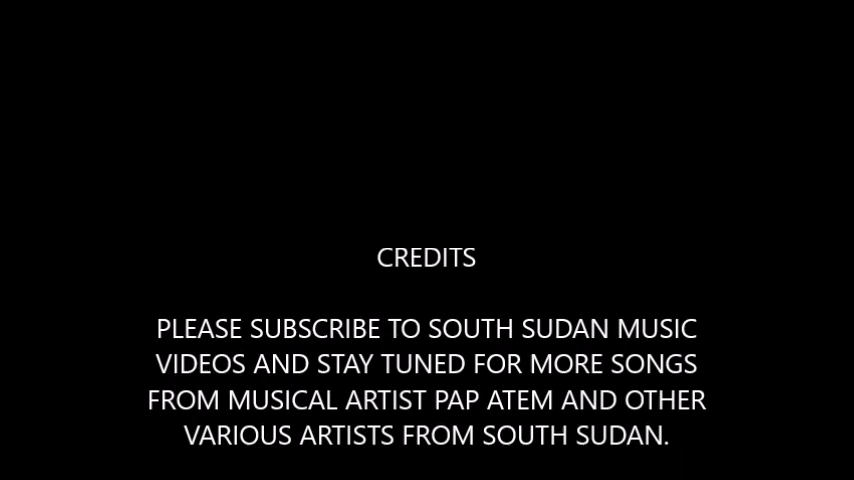 CREDITS
PLEASE SUBSCRIBE TO SOUTH SUDAN MUSIC
VIDEOS AND STAY TUNED FOR MORE SONGS
FROM MUSICAL ARTIST PAP ATEM AND OTHER
VARIOUS ARTISTS FROM SOUTH SUDAN.